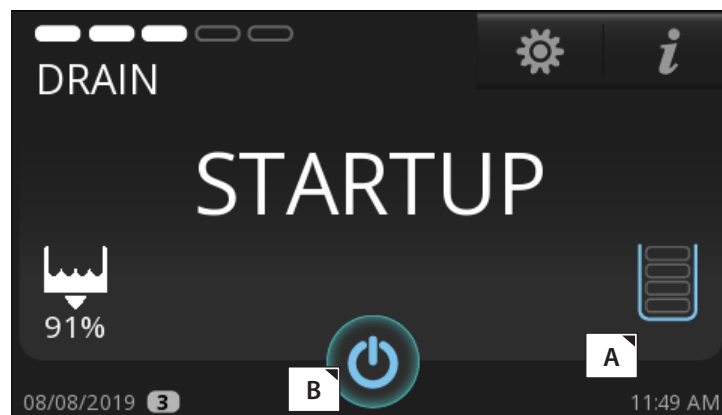 DRAIN
i
STARTUP
91%
A
B
08/08/2019 3
11:49 AM